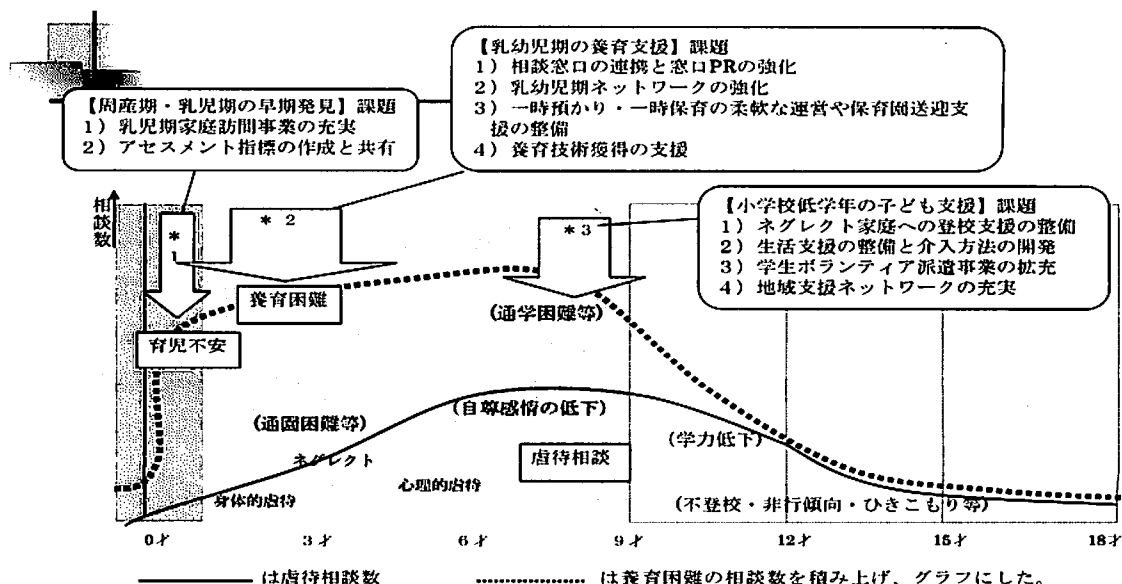 【乳幼児期の養育支援】課題
1) 相談窓口の連携と窓口PRの強化
2) 乳幼児期ネットワークの強化
3) 一時預かり・一時保育の柔軟な運営や保育園送迎支
援の整備
4) 養育技術獲得の支援
【周産期・乳児期の早期発見】課題
1) 乳児期家庭訪問事業の充実
2) アセスメント指標の作成と共有
【小学校低学年の子ども支援】課題
1) ネグレクト家庭への登校支援の整備
2) 生活支援の整備と介入方法の開発
3) 学生ボランティア派遣事業の拡充
4) 地域支援ネットワークの充実
相談数
*1
*2
*3
養育困難
(通学困難等)
育児不安
(自尊感情の低下)
(通園困難等)
(学力低下)
ネグレクト
虐待相談
心理的虐待
身体的虐待
(不登校・非行傾向・ひきこもり等)
0才 3才 6才 9才 12才 15才 18才
は虐待相談数 は養育困難の相談数を積み上げ、グラフにした。